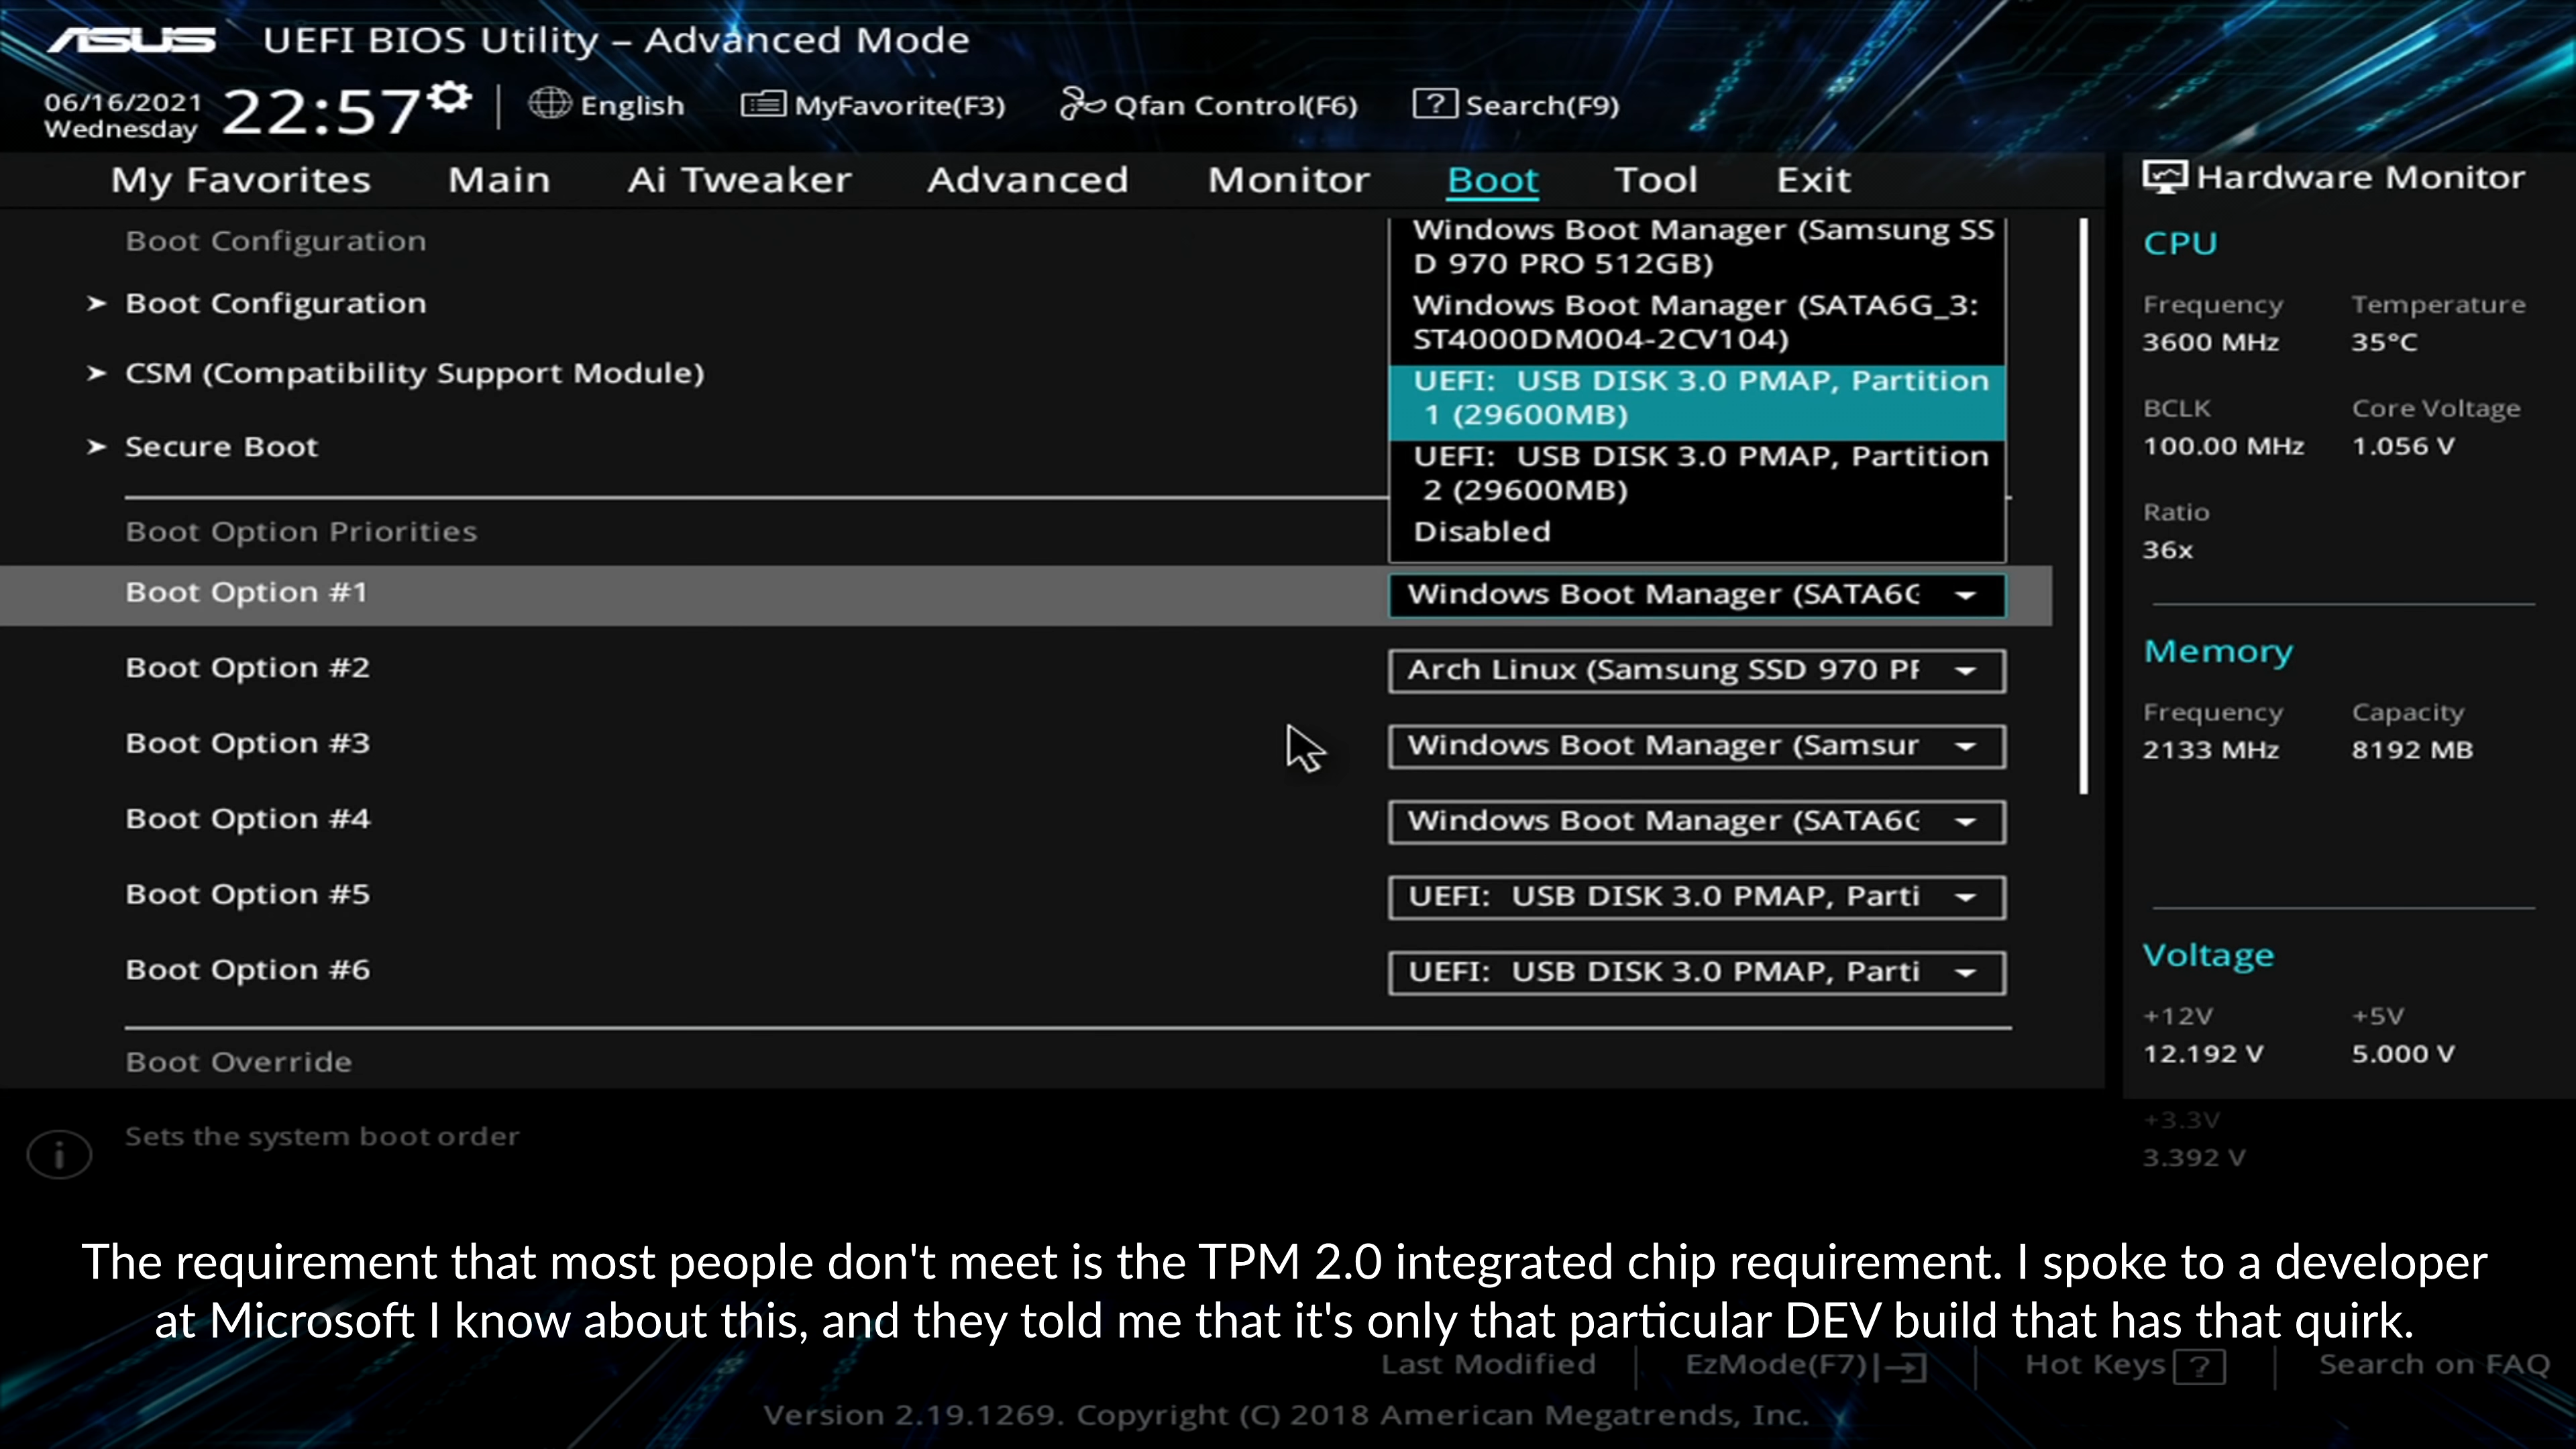 ASUS UEFI BIOS Utility – Advanced Mode
06/16/2021
Wednesday
22:57
English
MyFavorite(F3)
Qfan Control(F6)
? Search(F9)
My Favorites Main Ai Tweaker Advanced Monitor Boot Tool Exit
Boot Configuration
Boot Configuration
CSM (Compatibility Support Module)
Secure Boot
Windows Boot Manager (Samsung SS
D 970 PRO 512GB)
Windows Boot Manager (SATA6G_3:
ST4000DM004-2CV104)
UEFI: USB DISK 3.0 PMAP, Partition
1 (29600MB)
UEFI: USB DISK 3.0 PMAP, Partition
2 (29600MB)
Disabled
Boot Option Priorities
Boot Option #1 Windows Boot Manager (SATA6G
Boot Option #2 Arch Linux (Samsung SSD 970 PR
Boot Option #3 Windows Boot Manager (Samsur
Boot Option #4 Windows Boot Manager (SATA6G
Boot Option #5 UEFI: USB DISK 3.0 PMAP, Parti
Boot Option #6 UEFI: USB DISK 3.0 PMAP, Parti
Boot Override
i Sets the system boot order
Hardware Monitor
CPU
Frequency Temperature
3600 MHz 35°C
BCLK Core Voltage
100.00 MHz 1.056 V
Ratio
36x
Memory
Frequency Capacity
2133 MHz 8192 MB
Voltage
+12V +5V
12.192 V 5.000 V
+3.3V
3.392 V
The requirement that most people don't meet is the TPM 2.0 integrated chip requirement. I spoke to a developer
at Microsoft I know about this, and they told me that it's only that particular DEV build that has that quirk.
Last Modified EzMode(F7) Hot Keys ? Search on FAQ
Version 2.19.1269. Copyright (C) 2018 American Megatrends, Inc.